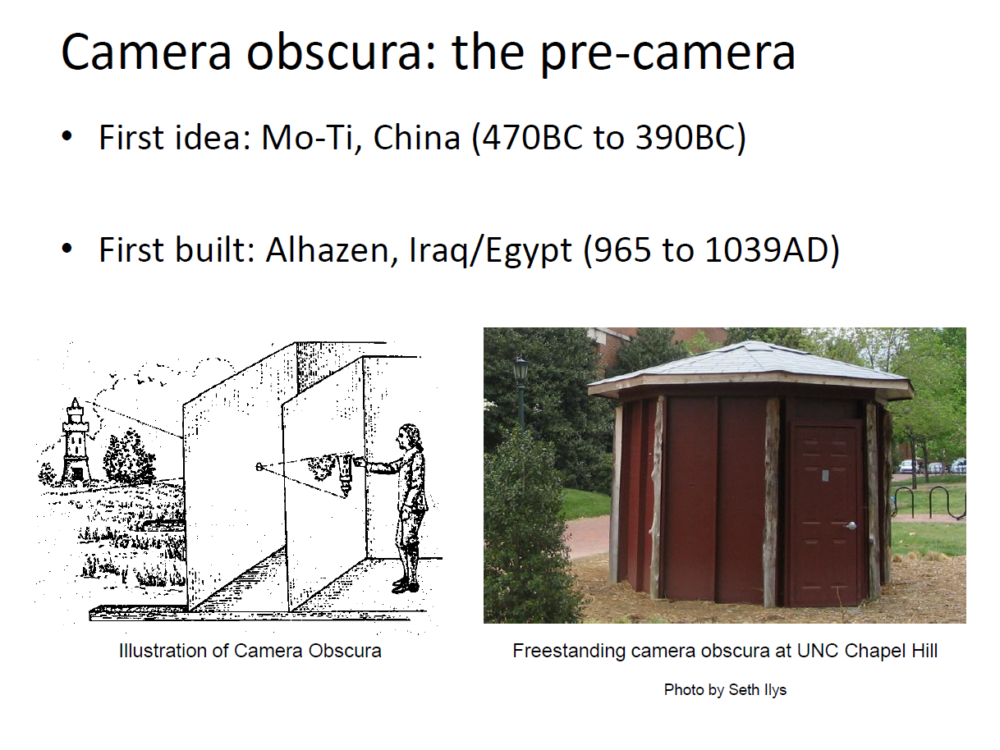 Camera obscura: the pre-camera
• First idea: Mo-Ti, China (470BC to 390BC)
• First built: Alhazen, Iraq/Egypt (965 to 1039AD)
Illustration of Camera Obscura
Freestanding camera obscura at UNC Chapel Hill
Photo by Seth Ilys